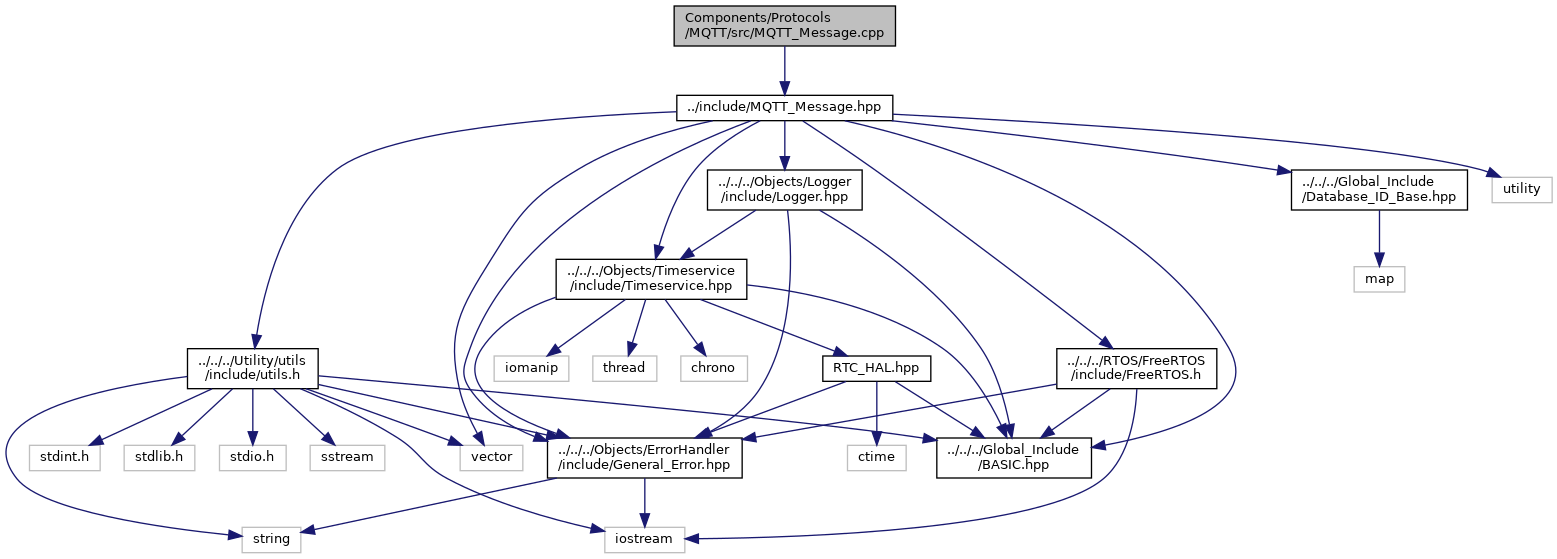 Components/Protocols
/MQTT/src/MQTT_Message.cpp
../include/MQTT_Message.hpp
../../../Objects/Logger
/include/Logger.hpp
../../../Global_Include
/Database_ID_Base.hpp
utility
../../../Objects/Timeservice
/include/Timeservice.hpp
map
../../../Utility/utils
/include/utils.h
iomanip
thread
chrono
RTC_HAL.hpp
../../../RTOS/FreeRTOS
/include/FreeRTOS.h
stdint.h
stdlib.h
stdio.h
sstream
vector
../../../Objects/ErrorHandler
/include/General_Error.hpp
ctime
../../../Global_Include
/BASIC.hpp
string
iostream